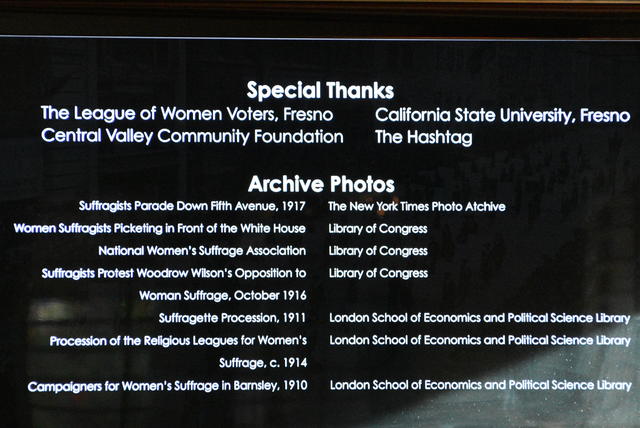 Special Thanks
The League of Women Voters, Fresno California State University, Fresno
Central Valley Community Foundation The Hashtag
Archive Photos
Suffragists Parade Down Fifth Avenue, 1917 The New York Times Photo Atchive
Women Suffragists Picketing in Front of the White House Library of Congress
National Women's Suffrage Association Library of Congress
Suffragists Protest Woodrow Wilson's Opposition to Library of Congress
Woman Suffrage, October 1916
Suffragette Procession, 1911 London School of Economics and Political Science Library
Procession of the Religious Leagues for Women's London School of Economics and Political Science Library
Suffrage, c. 1914
Campaigners for Women's Suffrage in Barnsley, 1910 London School of Economics and Political Science Library